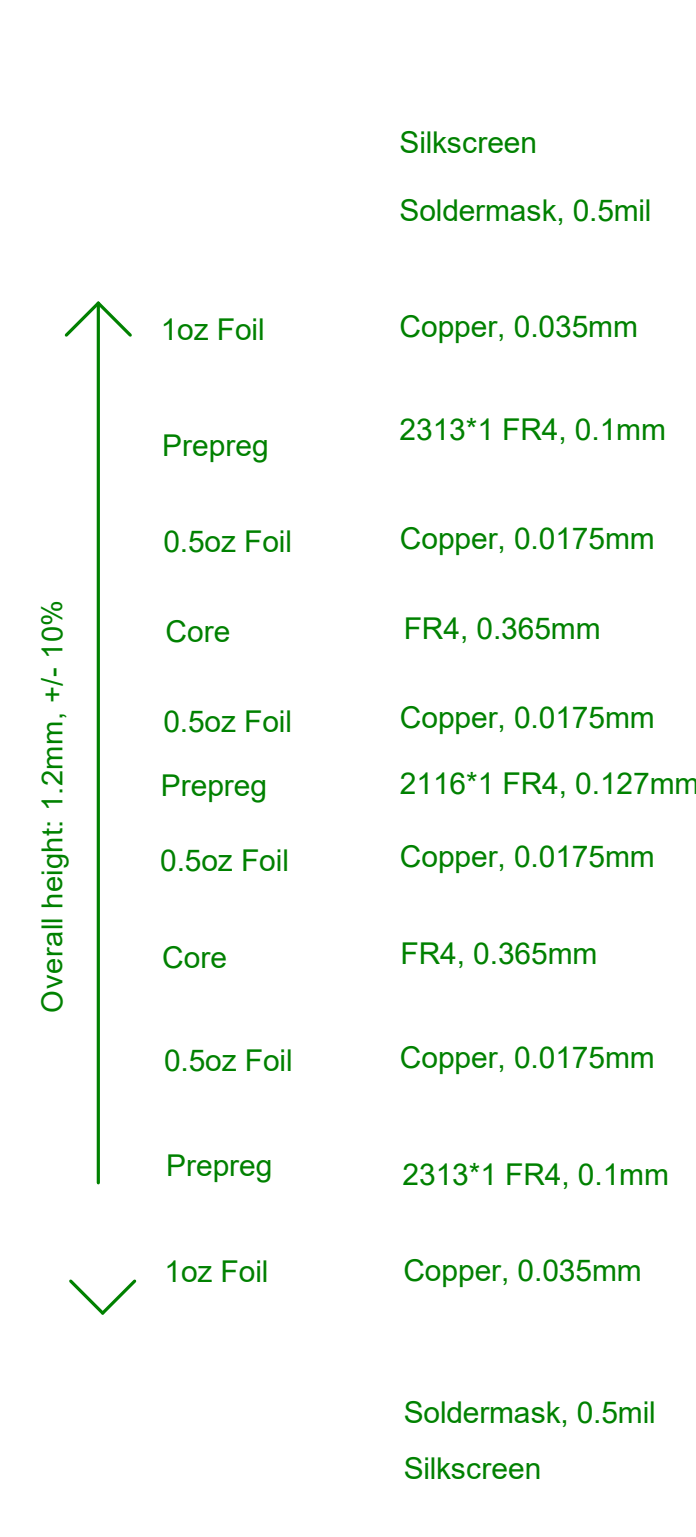 Silkscreen
Soldermask, 0.5mil
1oz Foil Copper, 0.035mm
Prepreg 2313*1 FR4, 0.1mm
0.5oz Foil Copper, 0.0175mm
Core FR4, 0.365mm
0.5oz Foil Copper, 0.0175mm
Prepreg 2116*1 FR4, 0.127mm
0.5oz Foil Copper, 0.0175mm
Core FR4, 0.365mm
0.5oz Foil Copper, 0.0175mm
Prepreg 2313*1 FR4, 0.1mm
1oz Foil Copper, 0.035mm
Soldermask, 0.5mil
Silkscreen
Overall height: 1.2mm, +/- 10%